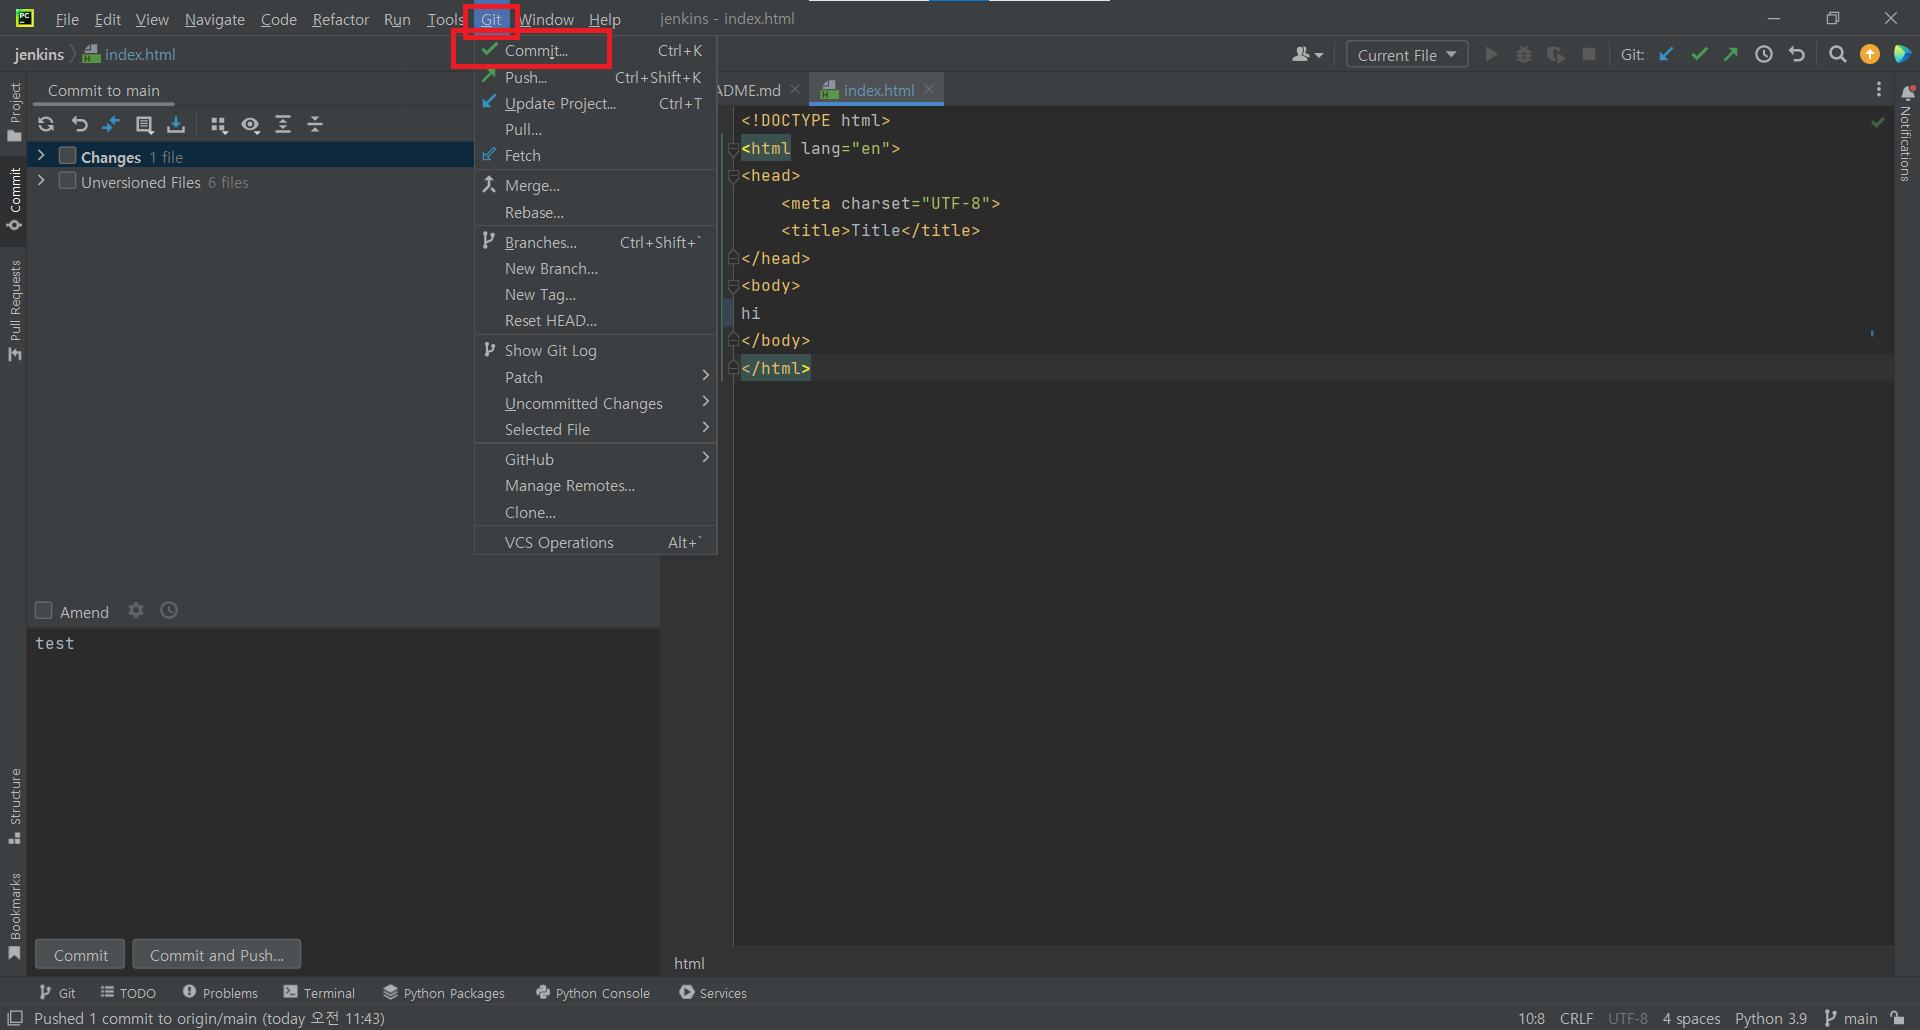 PC File Edit View Navigate Code Refactor Run Tools Git Window Help jenkins - index.html
jenkins index.html Current File Git:
Commit... Ctrl+K
Push... Ctrl+Shift+K
Update Project... Ctrl+T
Pull...
Fetch
Merge...
Rebase...
Branches... Ctrl+Shift+`
New Branch...
New Tag...
Reset HEAD...
Show Git Log
Patch
Uncommitted Changes
Selected File
GitHub
Manage Remotes...
Clone...
VCS Operations Alt+`
Project
Commit
Pull Requests
Structure
Bookmarks
Commit to main
Changes 1 file
Unversioned Files 6 files
Amend
test
Commit Commit and Push...
DME.md index.html
<!DOCTYPE html>
<html lang="en">
<head>
<meta charset="UTF-8">
<title>Title</title>
</head>
<body>
hi
</body>
</html>
html
Notifications
Git TODO Problems Terminal Python Packages Python Console Services
Pushed 1 commit to origin/main (today 오전 11:43) 10:8 CRLF UTF-8 4 spaces Python 3.9 main